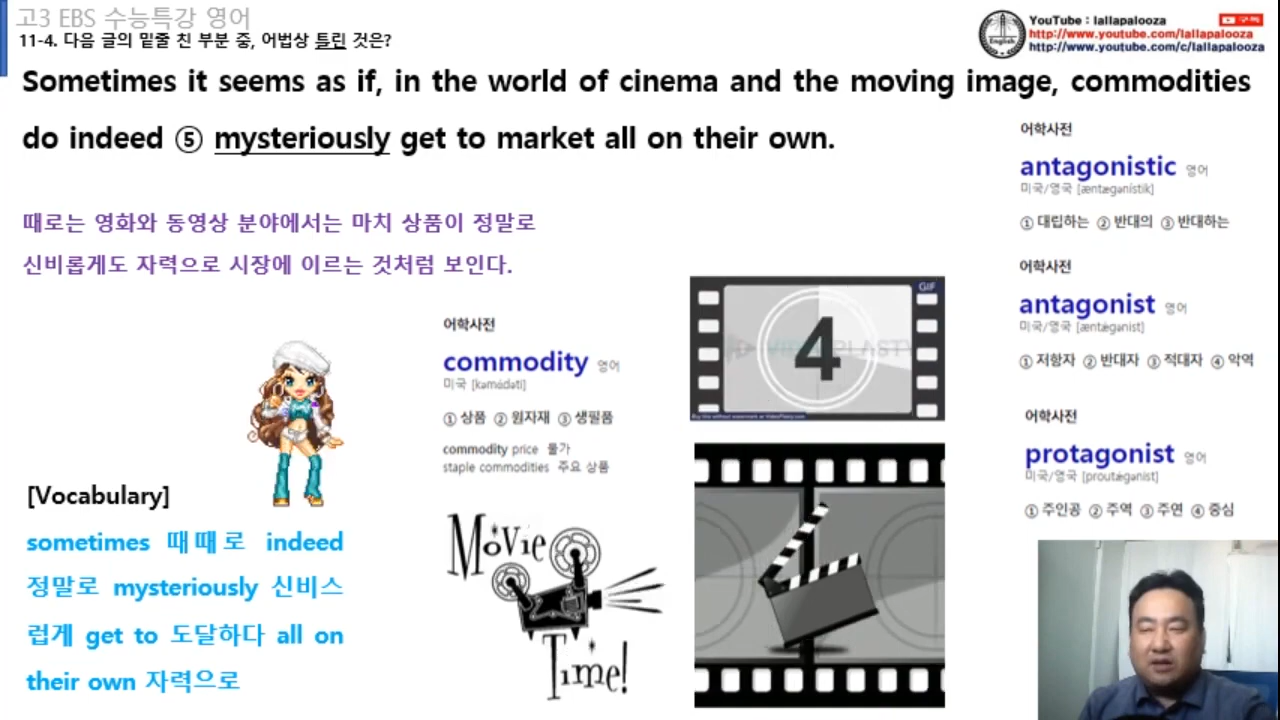 고3 EBS 수능특강 영어
11-4. 다음 글의 밑줄 친 부분 중, 어법상 틀린 것은?
YouTube : lallapalooza
구독
http://www.youtube.com/lallapalooza
http://www.youtube.com/c/lallapalooza
English
Sometimes it seems as if, in the world of cinema and the moving image, commodities
do indeed ⑤ mysteriously get to market all on their own.
때로는 영화와 동영상 분야에서는 마치 상품이 정말로
신비롭게도 자력으로 시장에 이르는 것처럼 보인다.
[Vocabulary]
sometimes 때때로 indeed
정말로 mysteriously 신비스
럽게 get to 도달하다 all on
their own 자력으로
어학사전
commodity 영어
미국 [kəmɑ́dəti]
① 상품 ② 원자재 ③ 생필품
commodity price 물가
staple commodities 주요 상품
Movie
Time!
GIF
4
어학사전
antagonistic 영어
미국/영국 [æntæ̀gənístik]
① 대립하는 ② 반대의 ③ 반대하는
어학사전
antagonist 영어
미국/영국 [æntǽgənist]
① 저항자 ② 반대자 ③ 적대자 ④ 악역
어학사전
protagonist 영어
미국/영국 [proutǽgənist]
① 주인공 ② 주역 ③ 주연 ④ 중심